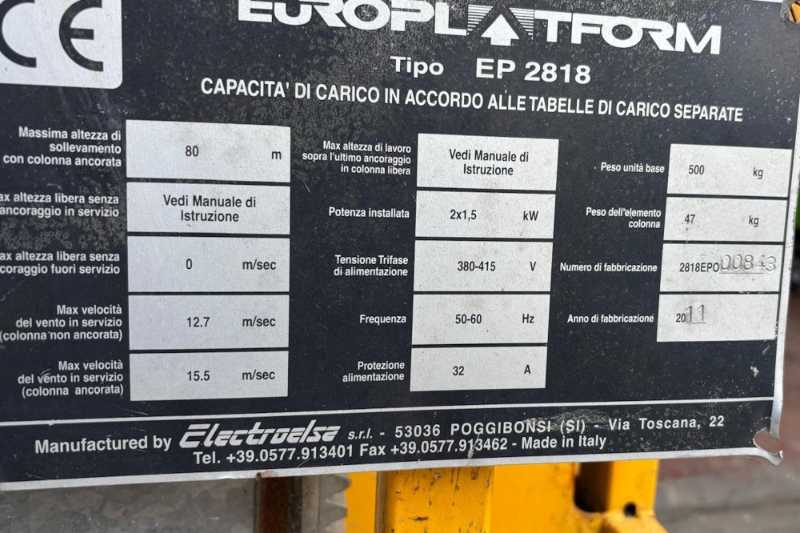 CE
EUROPLATFORM
Tipo EP 2818
CAPACITA' DI CARICO IN ACCORDO ALLE TABELLE DI CARICO SEPARATE
Massima altezza di
sollevamento
con colonna ancorata
80 m
ax altezza libera senza
ancoraggio in servizio
Vedi Manuale di
Istruzione
ax altezza libera senza
coraggio fuori servizio
0 m/sec
Max velocità
del vento in servizio
(colonna non ancorata)
12.7 m/sec
Max velocità
del vento in servizio
(colonna ancorata)
15.5 m/sec
Max altezza di lavoro
sopra l'ultimo ancoraggio
in colonna libera
Vedi Manuale di
Istruzione
Potenza installata
2x1,5 kW
Tensione Trifase
di alimentazione
380-415 V
Frequenza
50-60 Hz
Protezione
alimentazione
32 A
Peso unità base
500 kg
Peso dell'elemento
colonna
47 kg
Numero di fabbricazione
2818EPO00843
Anno di fabbricazione
2011
Manufactured by Electroelsa s.r.l. - 53036 POGGIBONSI (SI) - Via Toscana, 22
Tel. +39.0577.913401 Fax +39.0577.913462 - Made in Italy